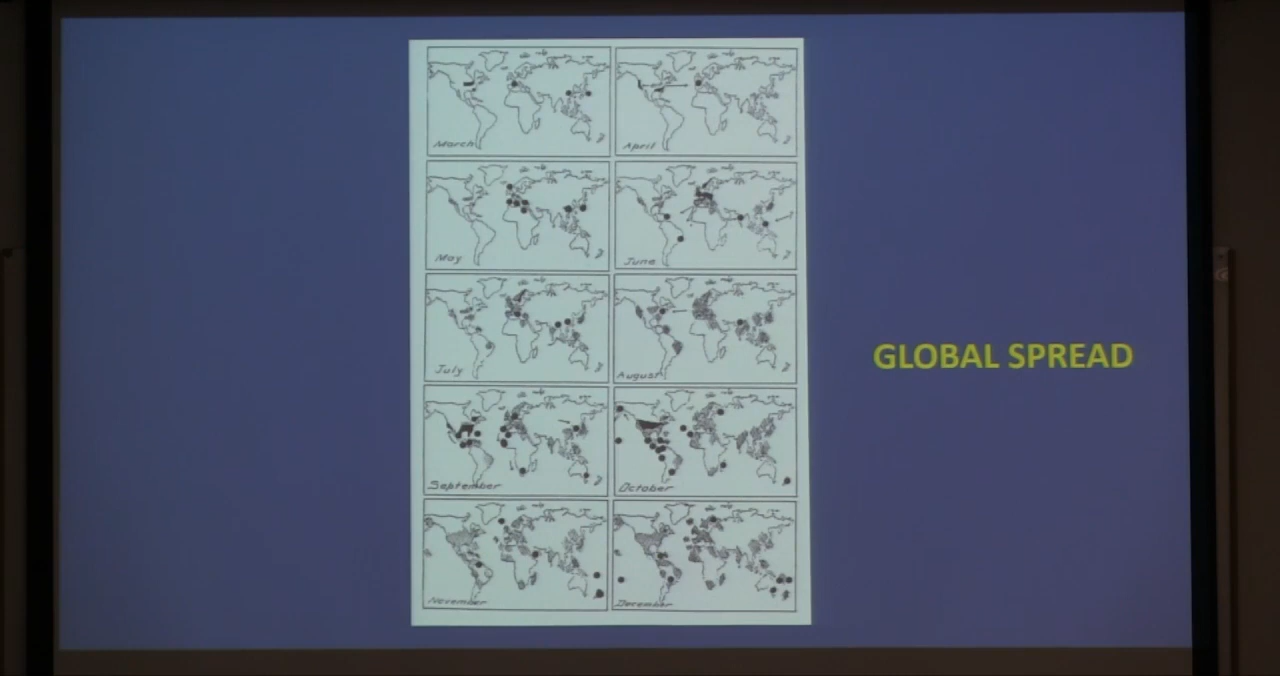 March
April
May
June
July
August
September
October
November
December
GLOBAL SPREAD